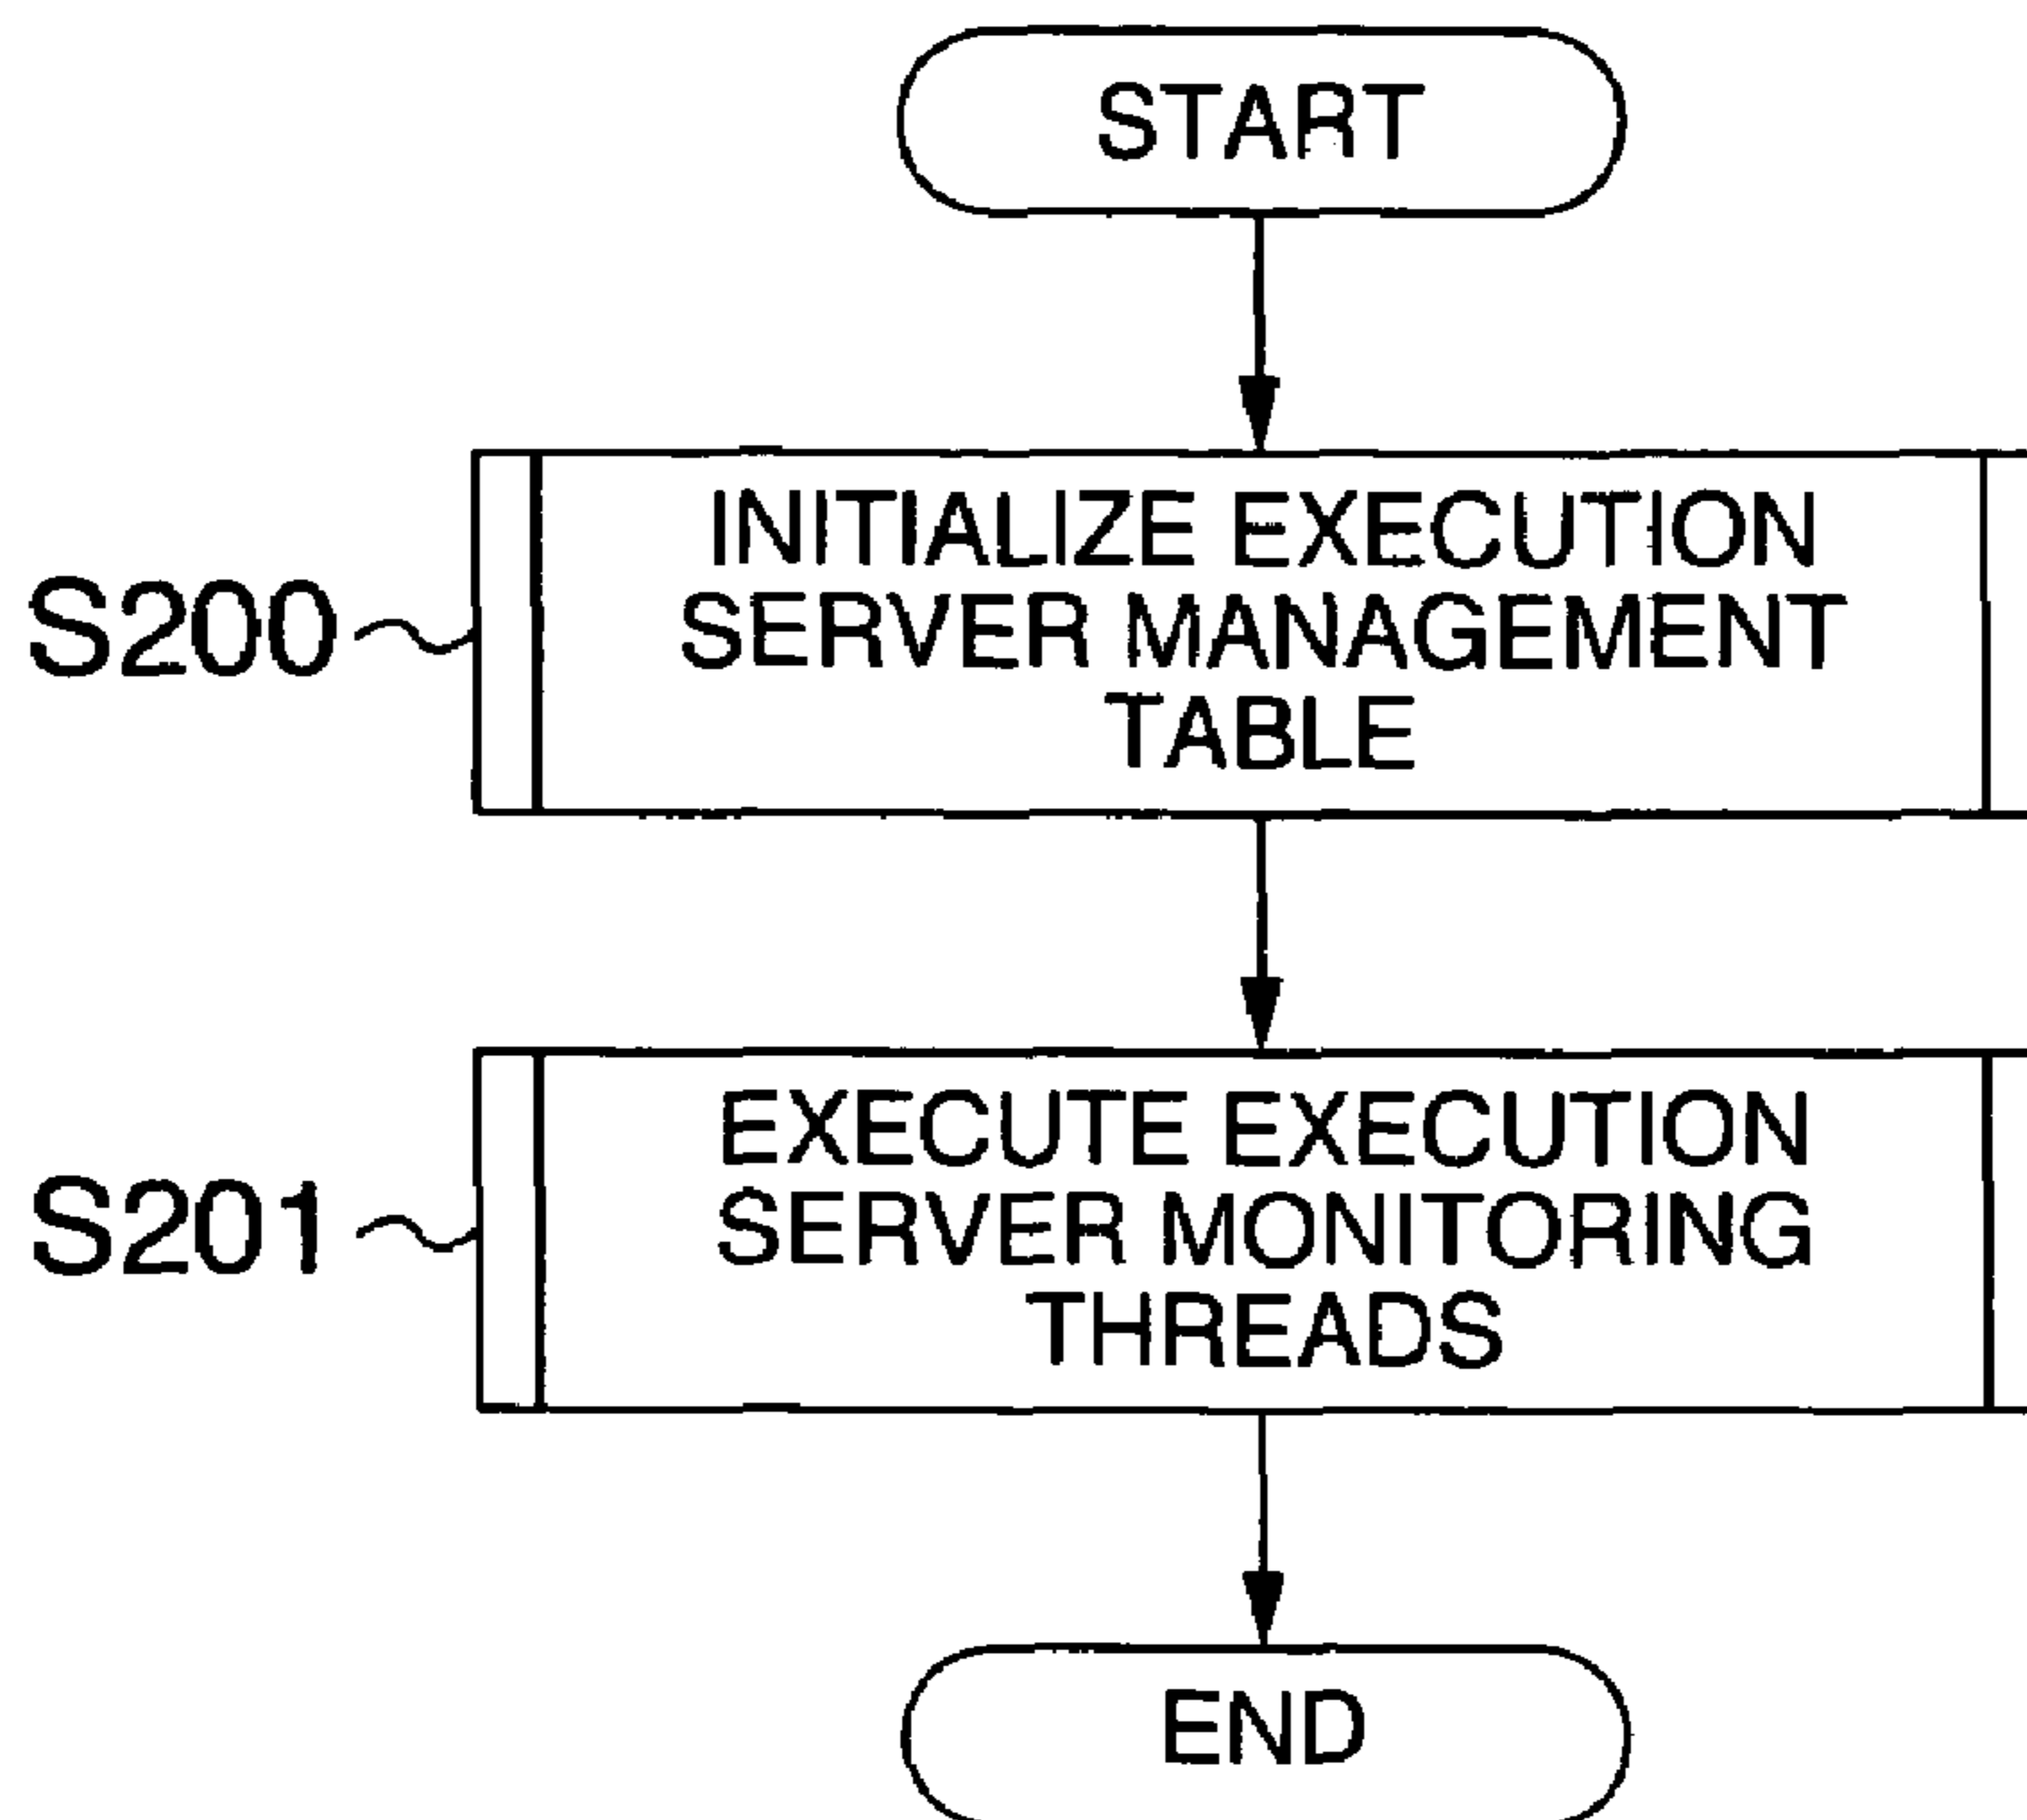 START
INITIALIZE EXECUTION
SERVER MANAGEMENT
TABLE
S200
EXECUTE EXECUTION
SERVER MONITORING
THREADS
S201
END